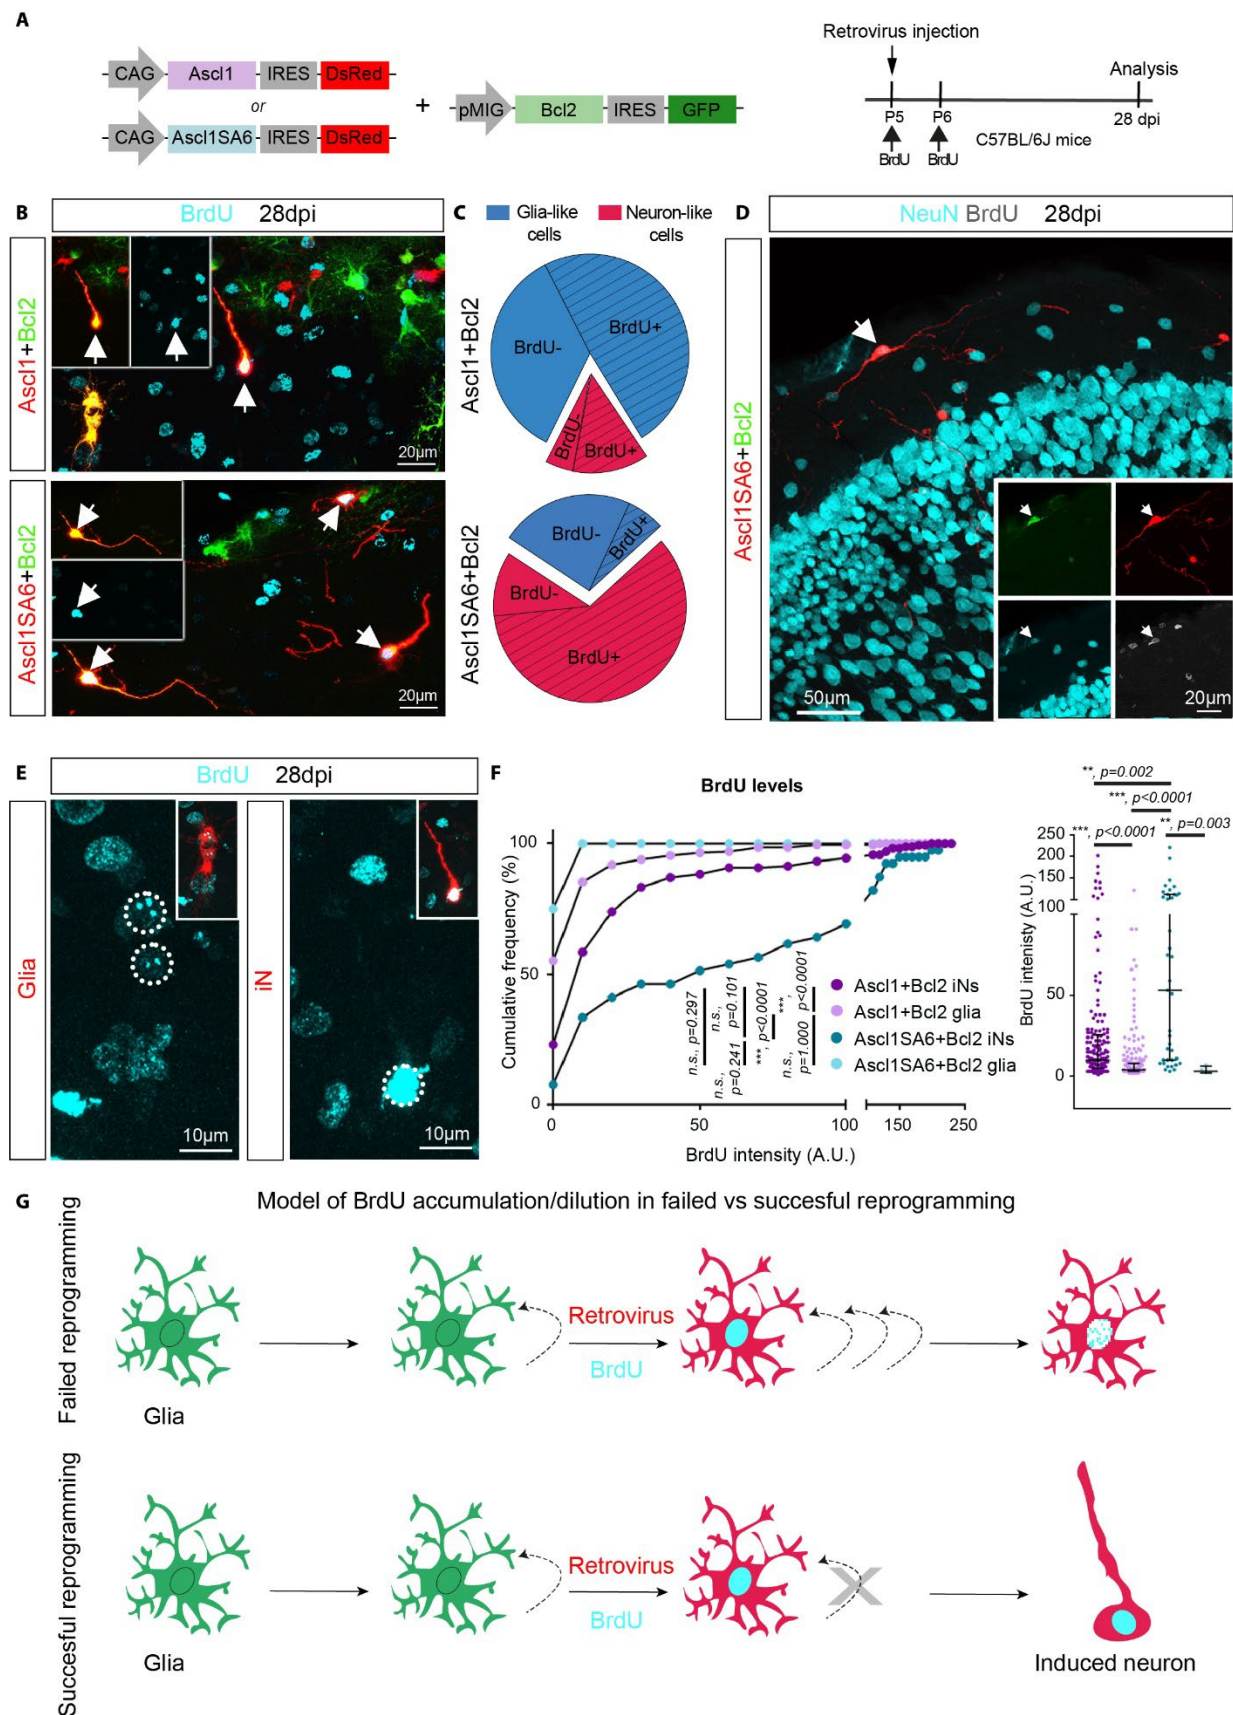 A
CAG Ascl1 IRES DsRed
or
CAG Ascl1SA6 IRES DsRed
+
pMIG Bcl2 IRES GFP
Retrovirus injection
Analysis
P5 P6 28 dpi
C57BL/6J mice
BrdU BrdU
B
BrdU 28dpi
Ascl1+Bcl2
20µm
Ascl1SA6+Bcl2
20µm
C
Glia-like cells
Neuron-like cells
Ascl1+Bcl2
BrdU-
BrdU+
BrdU-
BrdU+
Ascl1SA6+Bcl2
BrdU-
BrdU+
BrdU-
BrdU+
D
NeuN BrdU 28dpi
Ascl1SA6+Bcl2
50µm
20µm
E
BrdU 28dpi
Glia
10µm
iN
10µm
F
BrdU levels
Cumulative frequency (%)
100
50
0
0 50 100 150 250
BrdU intensity (A.U.)
n.s., p=0.297
n.s., p=0.101
n.s., p=0.241
***, p<0.0001
***, p<0.0001
n.s., p=1.000
Ascl1+Bcl2 iNs
Ascl1+Bcl2 glia
Ascl1SA6+Bcl2 iNs
Ascl1SA6+Bcl2 glia
**, p=0.002
***, p<0.0001
***, p<0.0001
**, p=0.003
BrdU intenisty (A.U.)
250
200
150
100
50
0
G
Model of BrdU accumulation/dilution in failed vs succesful reprogramming
Failed reprogramming
Retrovirus
BrdU
Glia
Succesful reprogramming
Retrovirus
BrdU
Glia
Induced neuron